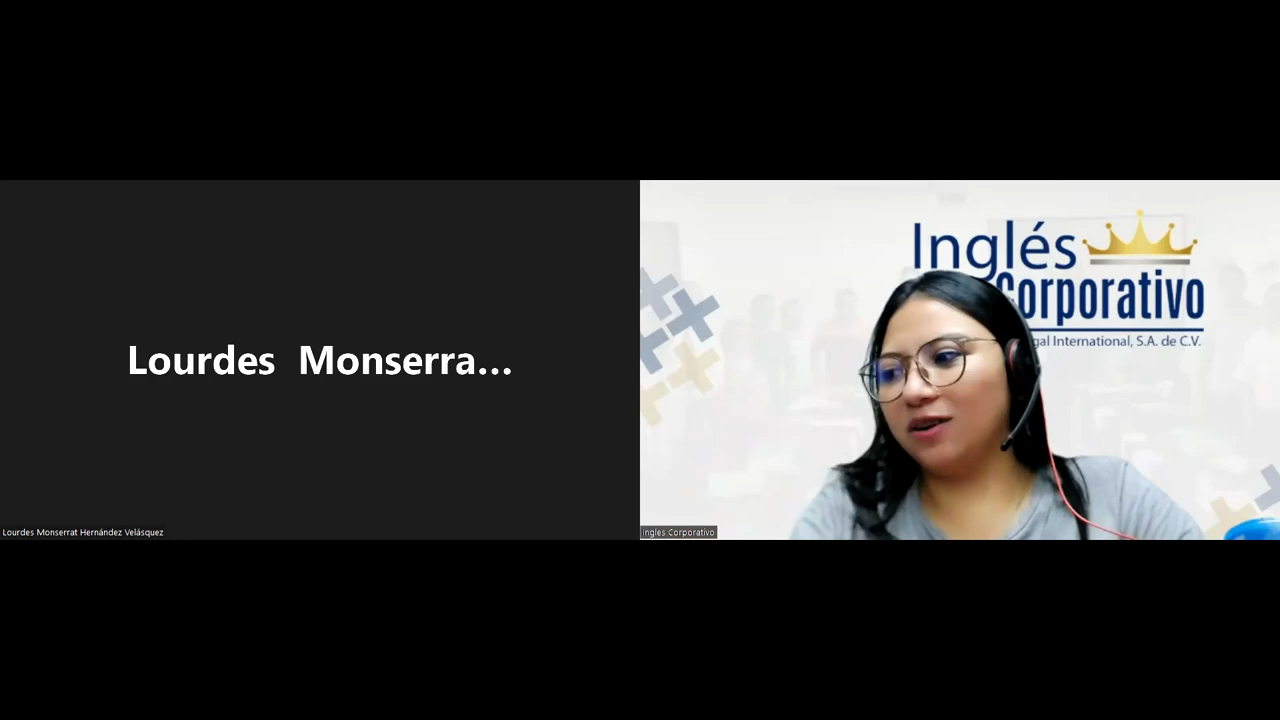 Lourdes Monserra...
Lourdes Monserrat Hernández Velásquez
Inglés
Corporativo
gal International, S.A. de C.V.
Ingles Corporativo